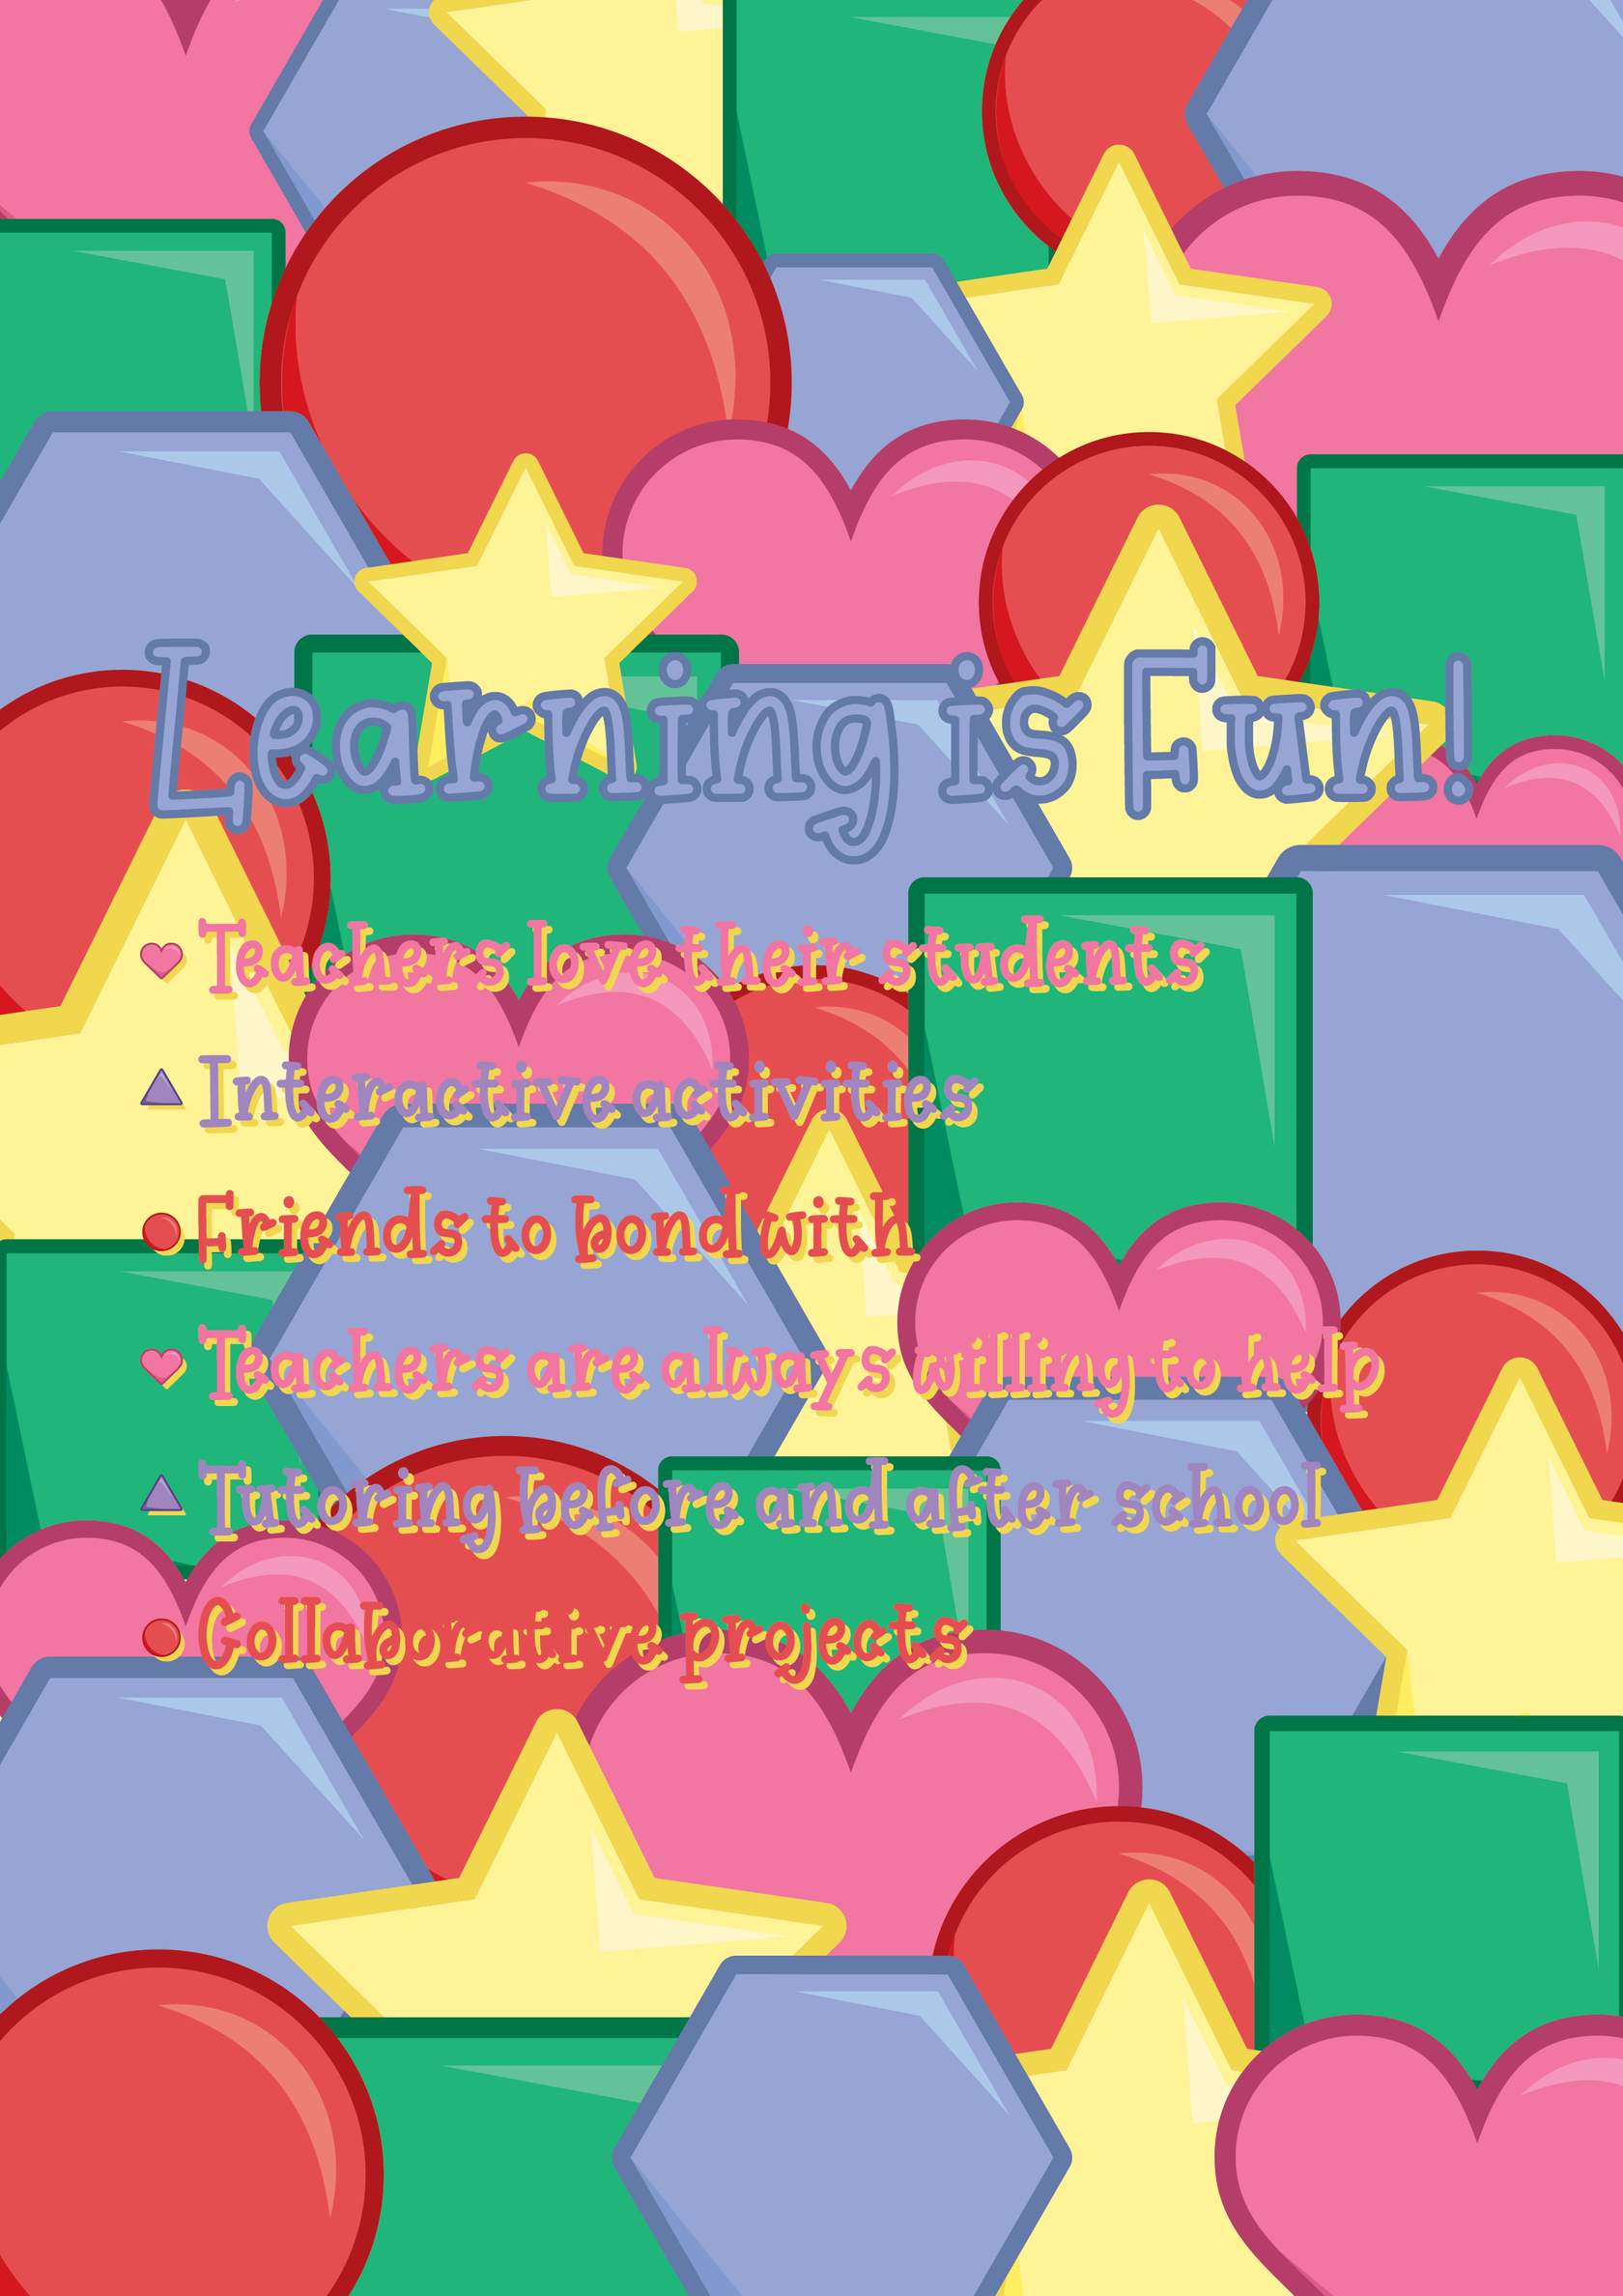 Learning is Fun!
Teachers love their students
Interactive activities
Friends to bond with
Teachers are always willing to help
Tutoring before and after school
Collaborative projects